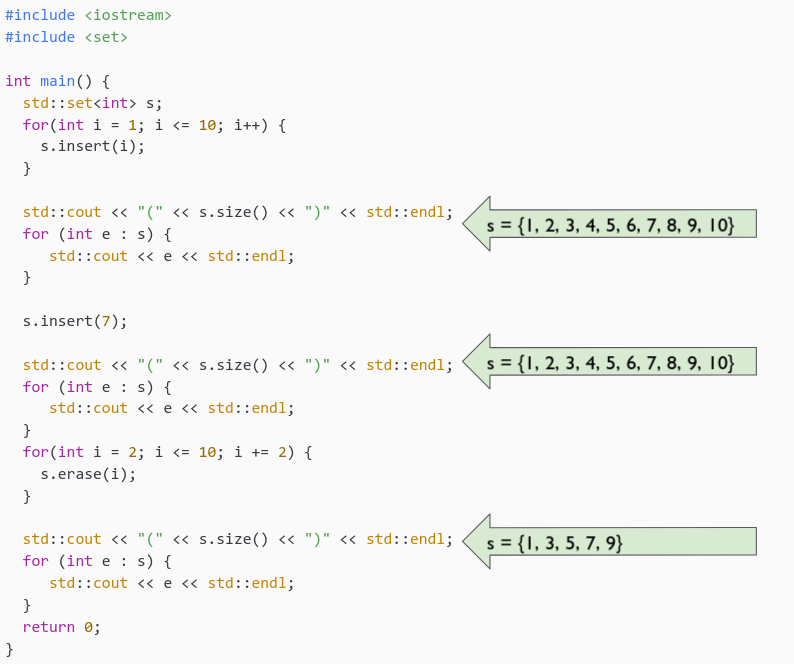 #include <iostream>
#include <set>
int main() {
std::set<int> s;
for(int i = 1; i <= 10; i++) {
s.insert(i);
}
std::cout << "(" << s.size() << ")" << std::endl;
s = {1, 2, 3, 4, 5, 6, 7, 8, 9, 10}
for (int e : s) {
std::cout << e << std::endl;
}
s.insert(7);
std::cout << "(" << s.size() << ")" << std::endl;
s = {1, 2, 3, 4, 5, 6, 7, 8, 9, 10}
for (int e : s) {
std::cout << e << std::endl;
}
for(int i = 2; i <= 10; i += 2) {
s.erase(i);
}
std::cout << "(" << s.size() << ")" << std::endl;
s = {1, 3, 5, 7, 9}
for (int e : s) {
std::cout << e << std::endl;
}
return 0;
}